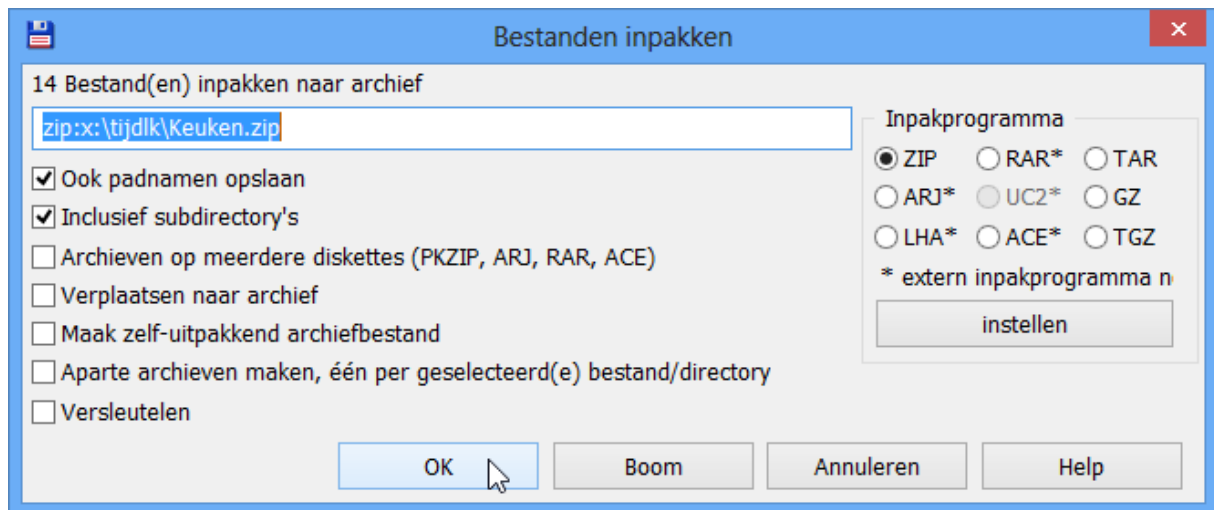 Bestanden inpakken
14 Bestand(en) inpakken naar archief
zip:x:\tijdlk\Keuken.zip
Ook padnamen opslaan
Inclusief subdirectory's
Archieven op meerdere diskettes (PKZIP, ARJ, RAR, ACE)
Verplaatsen naar archief
Maak zelf-uitpakkend archiefbestand
Aparte archieven maken, één per geselecteerd(e) bestand/directory
Versleutelen
Inpakprogramma
ZIP RAR* TAR
ARJ* UC2* GZ
LHA* ACE* TGZ
* extern inpakprogramma
instellen
OK Boom Annuleren Help